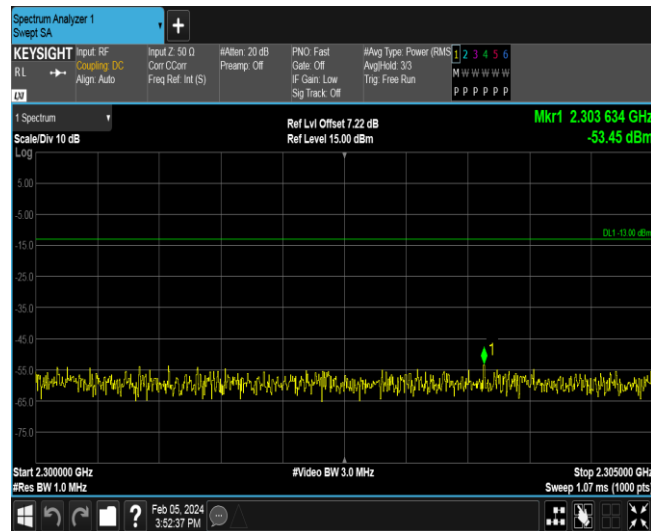 Spectrum Analyzer 1
Swept SA
+
KEYSIGHT
RL
LXI
Input: RF
Coupling: DC
Align: Auto
Input Z: 50 Ω
Corr CCorr
Freq Ref: Int (S)
#Atten: 20 dB
Preamp: Off
PNO: Fast
Gate: Off
IF Gain: Low
Sig Track: Off
#Avg Type: Power (RMS
Avg|Hold: 3/3
Trig: Free Run
1 2 3 4 5 6
M W W W W W
P P P P P P
1 Spectrum
Scale/Div 10 dB
Log
Ref Lvl Offset 7.22 dB
Ref Level 15.00 dBm
Mkr1 2.303 634 GHz
-53.45 dBm
5.00
-5.00
-15.0
DL1 -13.00 dBm
-25.0
-35.0
-45.0
1
-55.0
-65.0
-75.0
Start 2.300000 GHz
#Res BW 1.0 MHz
#Video BW 3.0 MHz
Stop 2.305000 GHz
Sweep 1.07 ms (1000 pts)
?
Feb 05, 2024
3:52:37 PM